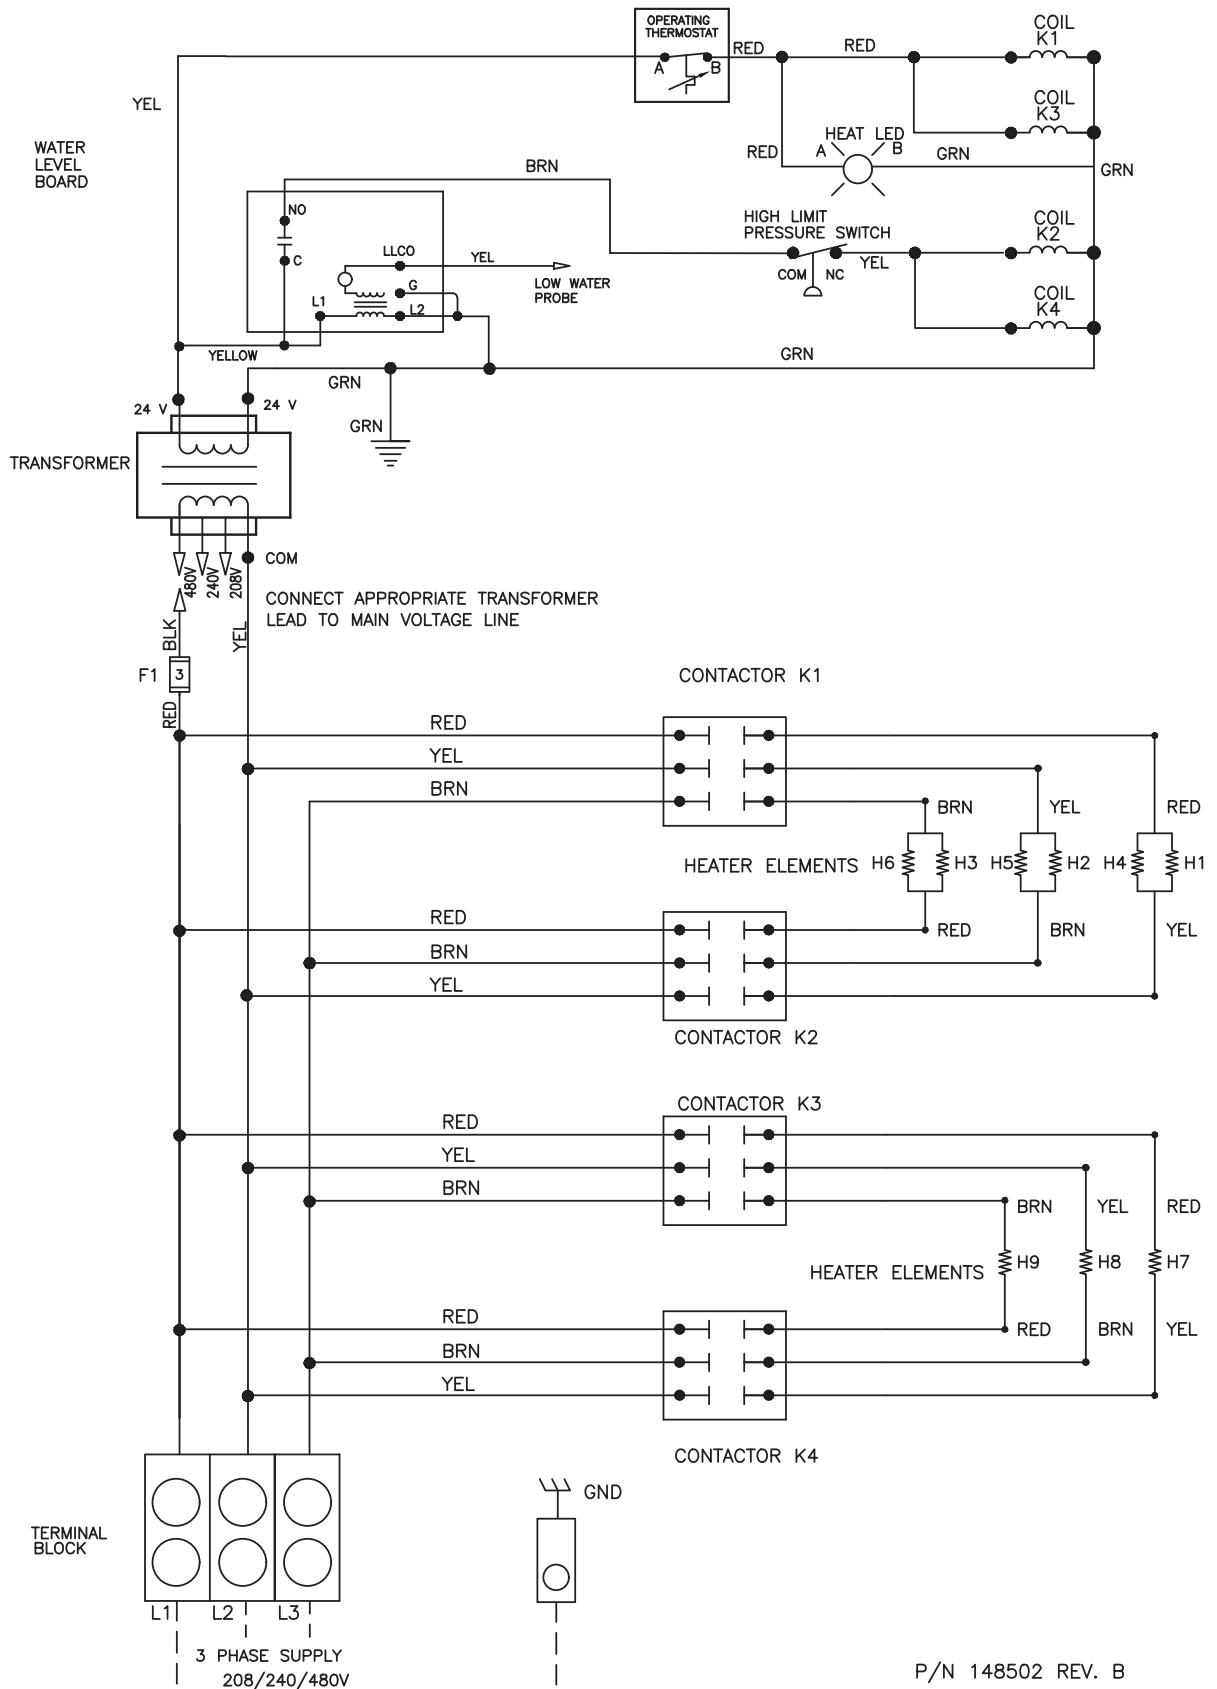 OPERATING
THERMOSTAT
A
B
RED
RED
COIL
K1
YEL
COIL
K3
WATER
LEVEL
BOARD
HEAT LED
A
B
RED
GRN
GRN
BRN
NO
C
LLCO
YEL
LOW WATER
PROBE
G
L1
L2
HIGH LIMIT
PRESSURE SWITCH
COM NC
YEL
COIL
K2
COIL
K4
YELLOW
GRN
GRN
GRN
24 V
24 V
TRANSFORMER
COM
480V
240V
208V
CONNECT APPROPRIATE TRANSFORMER
LEAD TO MAIN VOLTAGE LINE
BLK
YEL
F1
3
RED
CONTACTOR K1
RED
YEL
BRN
BRN
YEL
RED
HEATER ELEMENTS
H6
H3
H5
H2
H4
H1
RED
BRN
YEL
RED
BRN
YEL
CONTACTOR K2
CONTACTOR K3
RED
YEL
BRN
BRN
YEL
RED
HEATER ELEMENTS
H9
H8
H7
RED
BRN
YEL
RED
BRN
YEL
CONTACTOR K4
GND
TERMINAL
BLOCK
L1
L2
L3
3 PHASE SUPPLY
208/240/480V
P/N 148502 REV. B